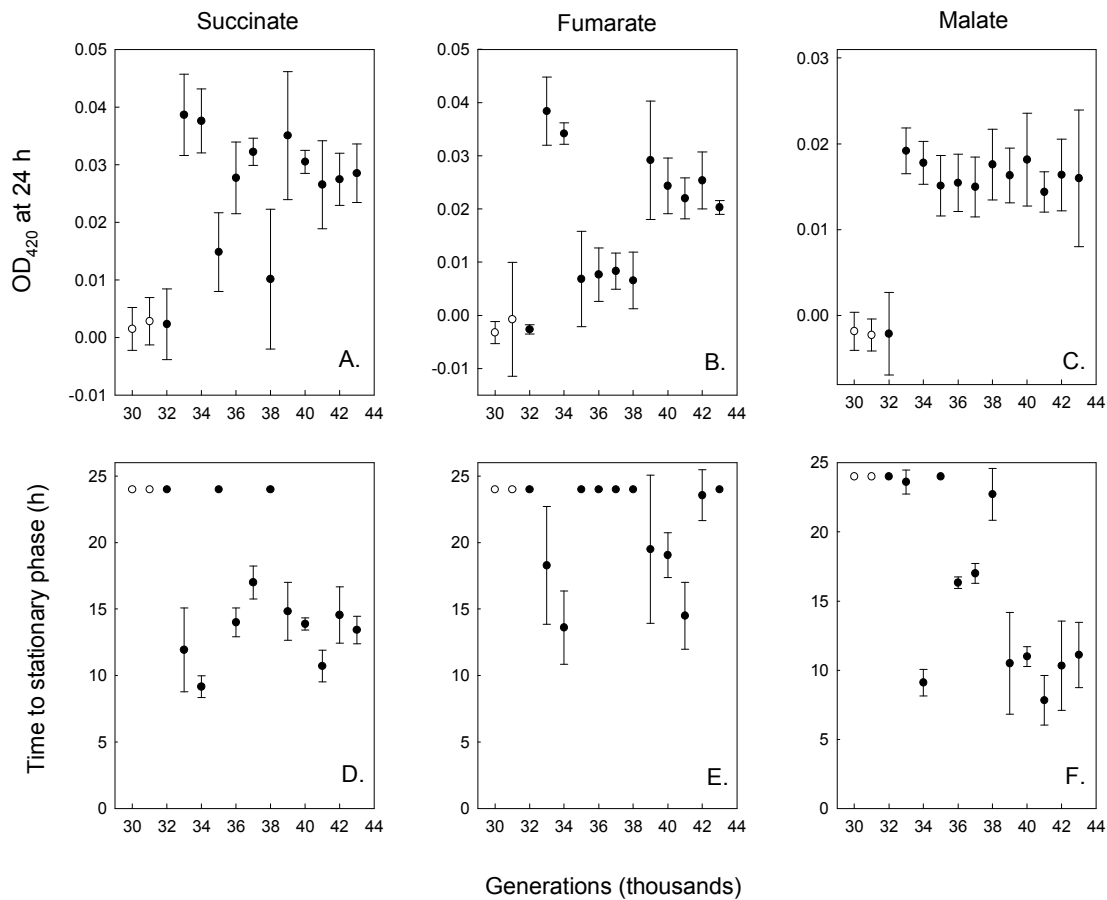 Succinate
Fumarate
Malate
OD420 at 24 h
0.05
0.04
0.03
0.02
0.01
0.00
-0.01
A.
30 32 34 36 38 40 42 44
0.05
0.04
0.03
0.02
0.01
0.00
-0.01
B.
30 32 34 36 38 40 42 44
0.03
0.02
0.01
0.00
C.
30 32 34 36 38 40 42 44
Time to stationary phase (h)
25
20
15
10
5
0
D.
30 32 34 36 38 40 42 44
25
20
15
10
5
0
E.
30 32 34 36 38 40 42 44
25
20
15
10
5
0
F.
30 32 34 36 38 40 42 44
Generations (thousands)